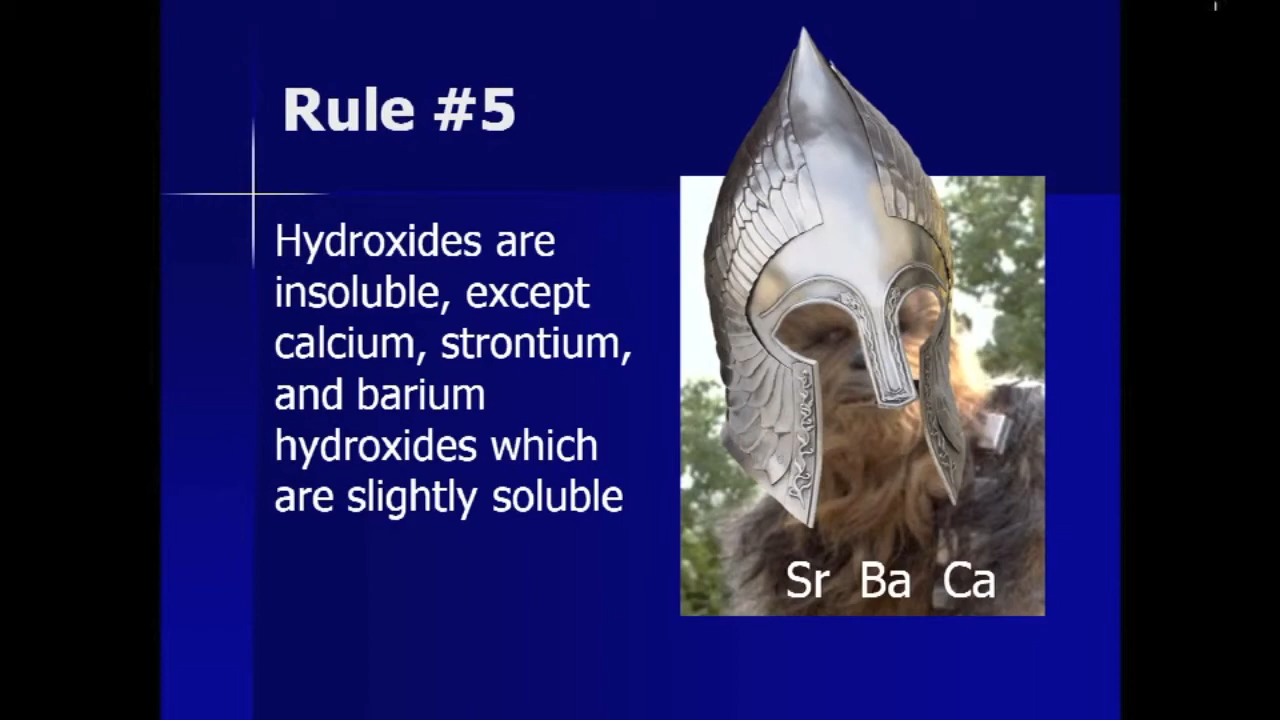 Rule #5
Hydroxides are
insoluble, except
calcium, strontium,
and barium
hydroxides which
are slightly soluble
Sr Ba Ca